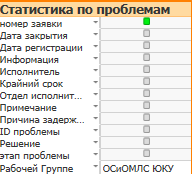 Статистика по проблемам
номер заявки
Дата закрытия
Дата регистрации
Информация
Исполнитель
Крайний срок
Отдел исполнит...
Примечание
Причина задерж...
ID проблемы
Решение
этап проблемы
Рабочей Группе ОСиОМЛС ЮКУ